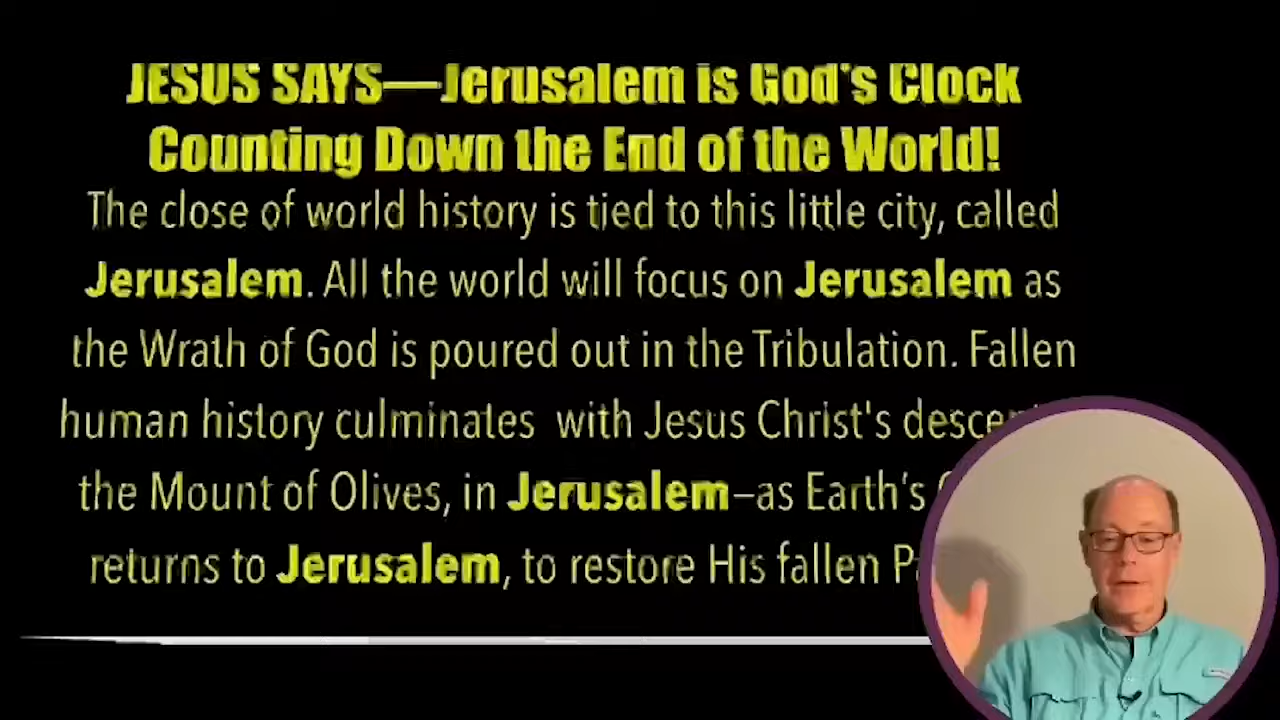 JESUS SAYS—Jerusalem is God's Clock
Counting Down the End of the World!
The close of world history is tied to this little city, called
Jerusalem. All the world will focus on Jerusalem as
the Wrath of God is poured out in the Tribulation. Fallen
human history culminates with Jesus Christ's
the Mount of Olives, in Jerusalem–as Earth’s
returns to Jerusalem, to restore His fallen